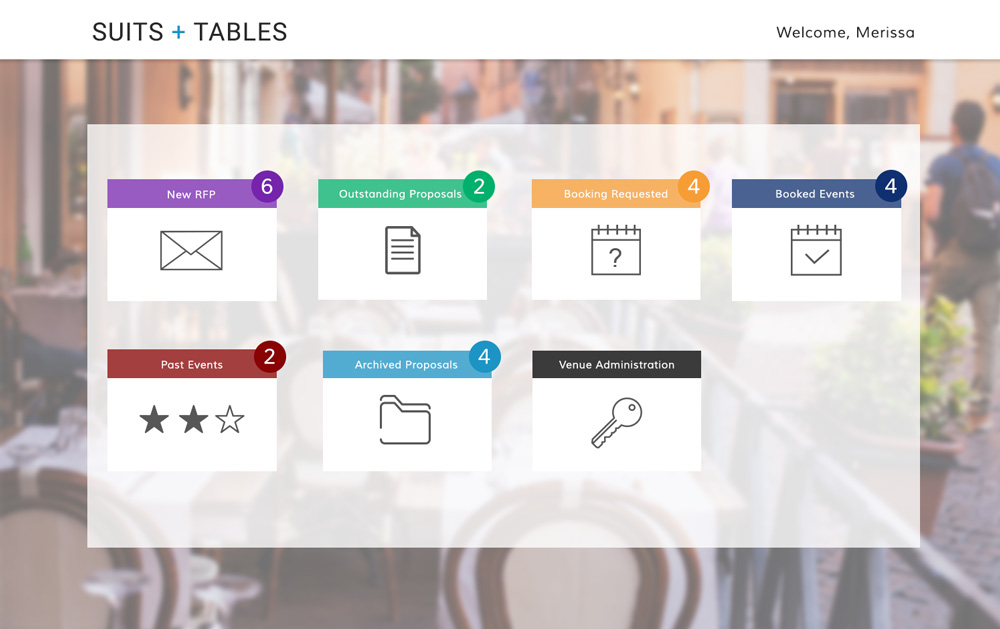 SUITS + TABLES
Welcome, Merissa
New RFP
6
Outstanding Proposals
2
Booking Requested
4
Booked Events
4
?
Past Events
2
Archived Proposals
4
Venue Administration